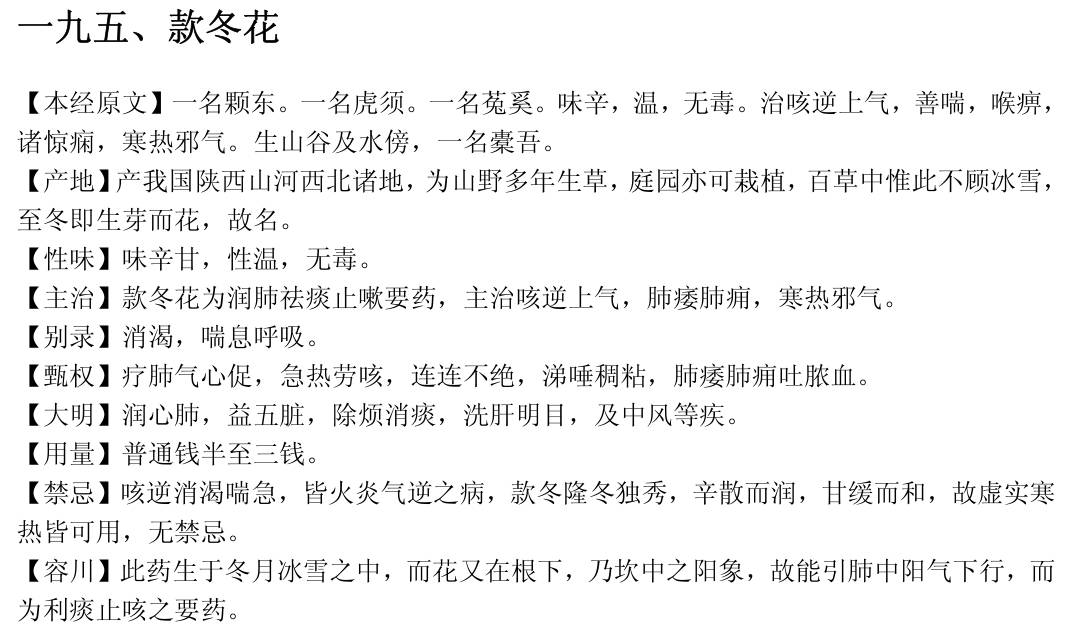 一九五、款冬花
【本经原文】一名颗东。一名虎须。一名菟奚。味辛，温，无毒。治咳逆上气，善喘，喉痹，
诸惊痫，寒热邪气。生山谷及水傍，一名橐吾。
【产地】产我国陕西山河西北诸地，为山野多年生草，庭园亦可栽植，百草中惟此不顾冰雪，
至冬即生芽而花，故名。
【性味】味辛甘，性温，无毒。
【主治】款冬花为润肺祛痰止嗽要药，主治咳逆上气，肺痿肺痈，寒热邪气。
【别录】消渴，喘息呼吸。
【甄权】疗肺气心促，急热劳咳，连连不绝，涕唾稠粘，肺痿肺痈吐脓血。
【大明】润心肺，益五脏，除烦消痰，洗肝明目，及中风等疾。
【用量】普通钱半至三钱。
【禁忌】咳逆消渴喘急，皆火炎气逆之病，款冬隆冬独秀，辛散而润，甘缓而和，故虚实寒
热皆可用，无禁忌。
【容川】此药生于冬月冰雪之中，而花又在根下，乃坎中之阳象，故能引肺中阳气下行，而
为利痰止咳之要药。